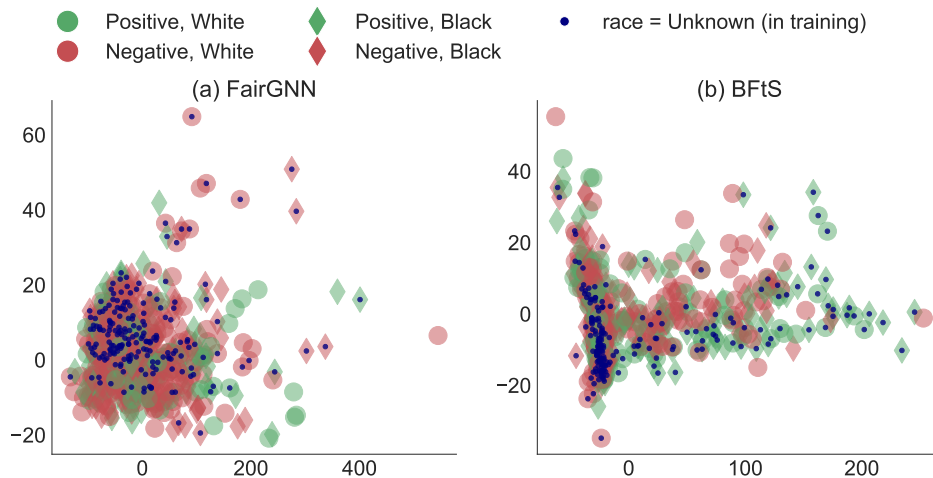 Positive, White
Positive, Black
race = Unknown (in training)
Negative, White
Negative, Black
(a) FairGNN
(b) BFtS
60
40
20
0
−20
0
200
400
40
20
0
−20
0
100
200